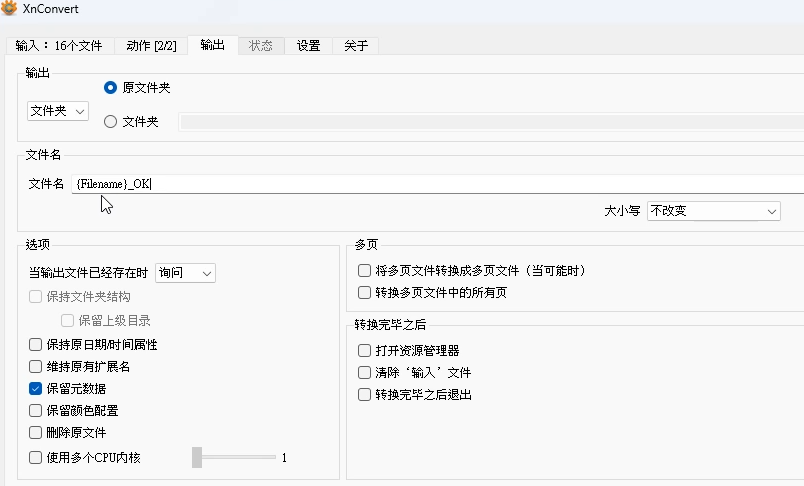 XnConvert
输入：16个文件 动作 [2/2] 输出 状态 设置 关于
输出
文件夹
原文件夹
文件夹
文件名
文件名 {Filename}_OK
大小写 不改变
选项
当输出文件已经存在时 询问
保持文件夹结构
保留上级目录
保持原日期/时间属性
维持原有扩展名
保留元数据
保留颜色配置
删除原文件
使用多个CPU内核 1
多页
将多页文件转换成多页文件（当可能时）
转换多页文件中的所有页
转换完毕之后
打开资源管理器
清除‘输入’文件
转换完毕之后退出